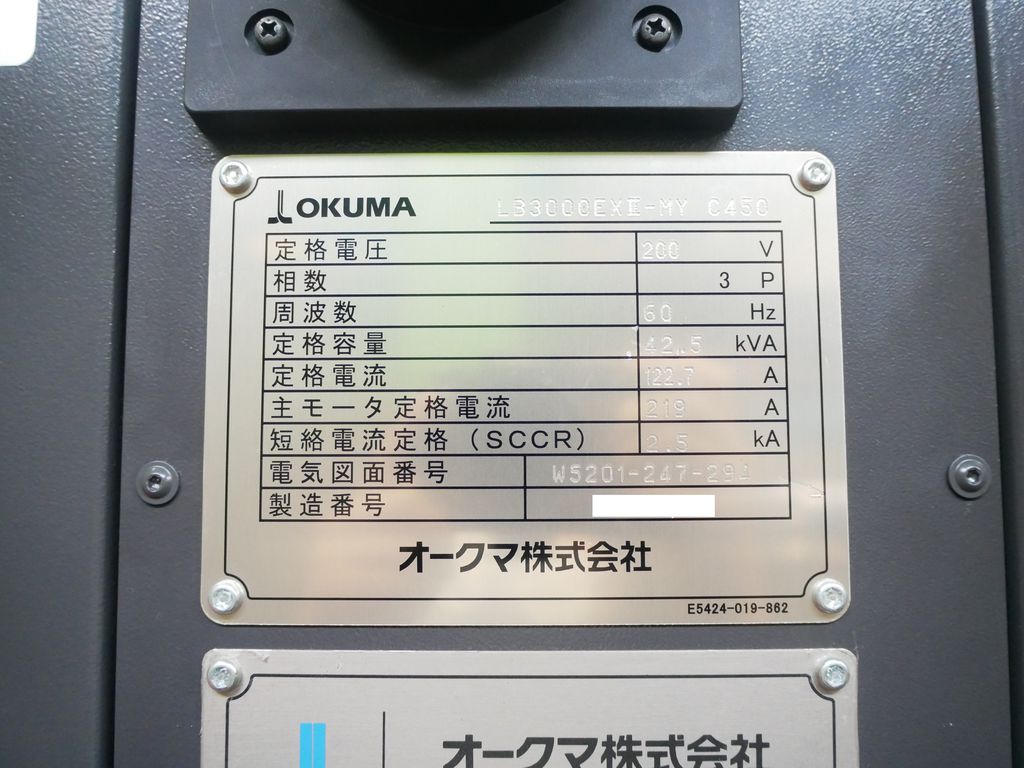 OKUMA LB3000EXⅡ-MY C450
定格電圧 200 V
相数 3 P
周波数 60 Hz
定格容量 42.5 kVA
定格電流 122.7 A
主モータ定格電流 219 A
短絡電流定格(SCCR) 2.5 kA
電気図面番号 W5201-247-294
製造番号
オークマ株式会社
E5424-019-862
オークマ株式会社